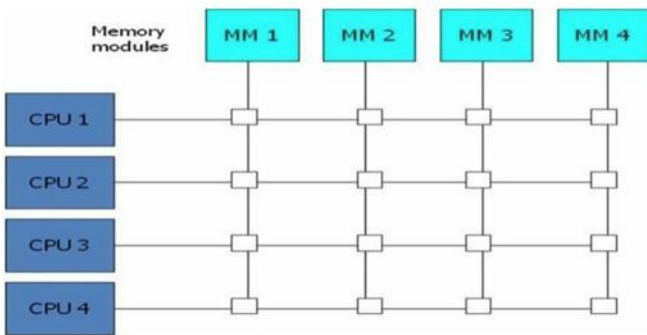 Memory
modules
MM 1
MM 2
MM 3
MM 4
CPU 1
CPU 2
CPU 3
CPU 4